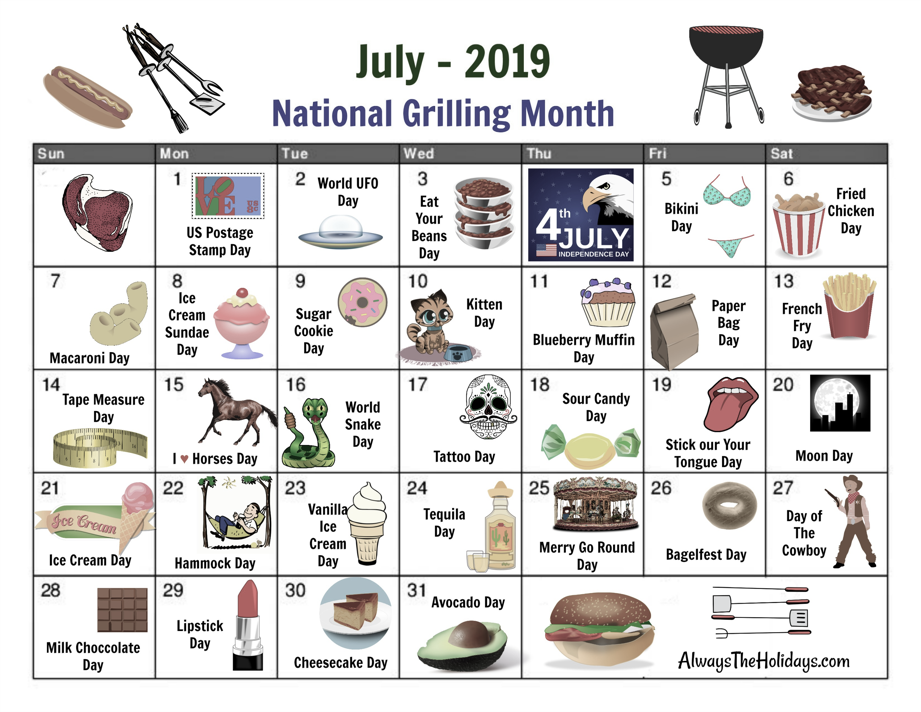 July - 2019
National Grilling Month
Sun Mon Tue Wed Thu Fri Sat
1
LOVE
US
US Postage
Stamp Day
2
World UFO
Day
3
Eat
Your
Beans
Day
4th
JULY
INDEPENDENCE DAY
5
Bikini
Day
6
Fried
Chicken
Day
7
Macaroni Day
8
Ice
Cream
Sundae
Day
9
Sugar
Cookie
Day
10
Kitten
Day
11
Blueberry Muffin
Day
12
Paper
Bag
Day
13
French
Fry
Day
14
Tape Measure
Day
15
I ♥ Horses Day
16
World
Snake
Day
17
Tattoo Day
18
Sour Candy
Day
19
Stick our Your
Tongue Day
20
Moon Day
21
Ice Cream
Ice Cream Day
22
Hammock Day
23
Vanilla
Ice
Cream
Day
24
Tequila
Day
25
Merry Go Round
Day
26
Bagelfest Day
27
Day of
The
Cowboy
28
Milk Choccolate
Day
29
Lipstick
Day
30
Cheesecake Day
31
Avocado Day
AlwaysTheHolidays.com